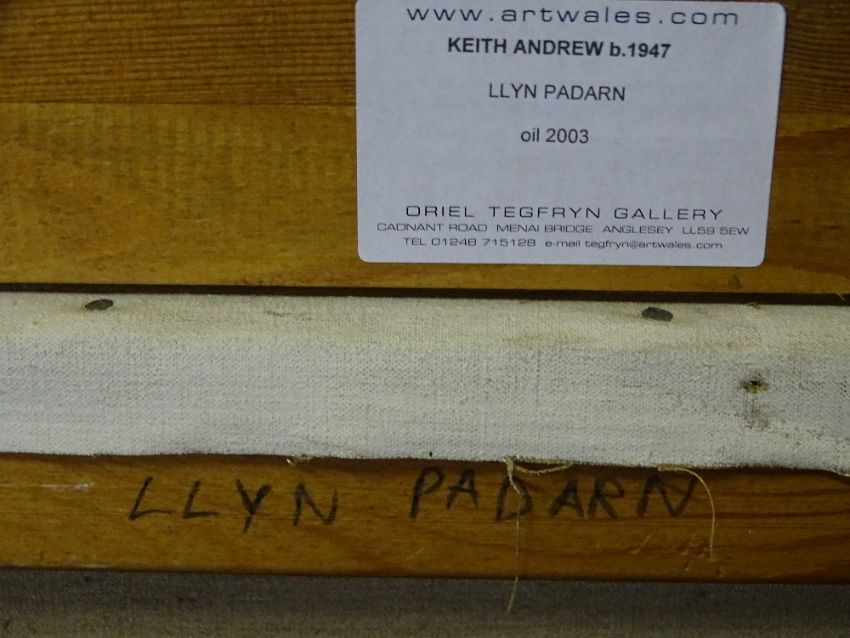 www.artwales.com
KEITH ANDREW b.1947
LLYN PADARN
oil 2003
ORIEL TEGFRYN GALLERY
CADNANT ROAD MENAI BRIDGE ANGLESEY LL59 5EW
TEL 01248 715128 e-mail tegfryn@artwales.com
LLYN PADARN